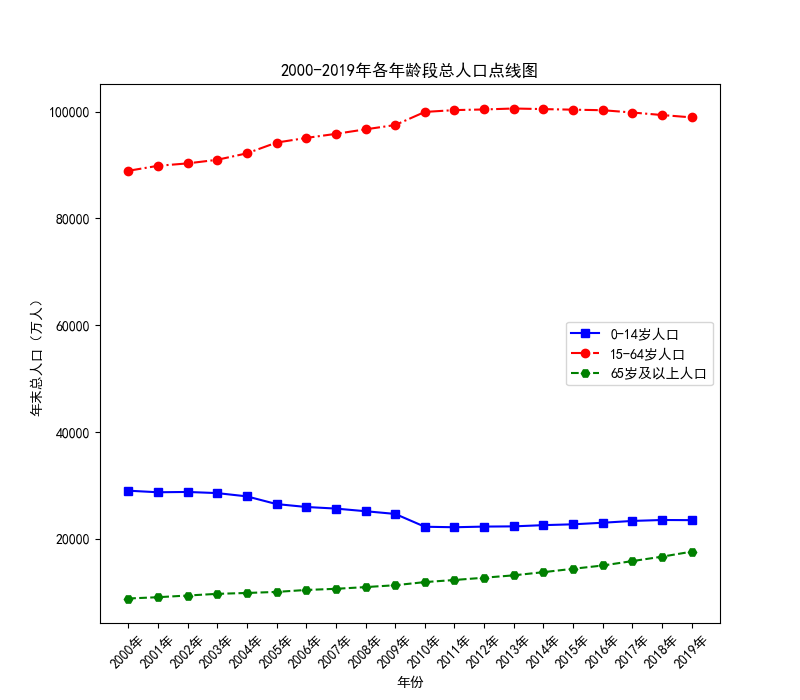 2000-2019年各年龄段总人口点线图
年末总人口（万人）
100000
80000
60000
40000
20000
0-14岁人口
15-64岁人口
65岁及以上人口
2000年
2001年
2002年
2003年
2004年
2005年
2006年
2007年
2008年
2009年
2010年
2011年
2012年
2013年
2014年
2015年
2016年
2017年
2018年
2019年
年份